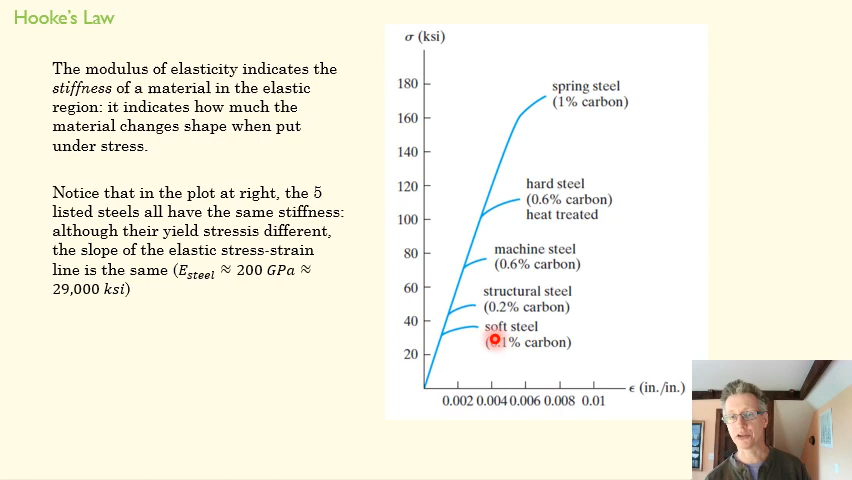 Hooke's Law
The modulus of elasticity indicates the
stiffness of a material in the elastic
region: it indicates how much the
material changes shape when put
under stress.
Notice that in the plot at right, the 5
listed steels all have the same stiffness:
although their yield stressis different,
the slope of the elastic stress-strain
line is the same (E_steel ≈ 200 GPa ≈
29,000 ksi)
σ (ksi)
180
160
140
120
100
80
60
40
20
spring steel
(1% carbon)
hard steel
(0.6% carbon)
heat treated
machine steel
(0.6% carbon)
structural steel
(0.2% carbon)
soft steel
1% carbon)
ϵ (in./in.)
0.002 0.004 0.006 0.008 0.01